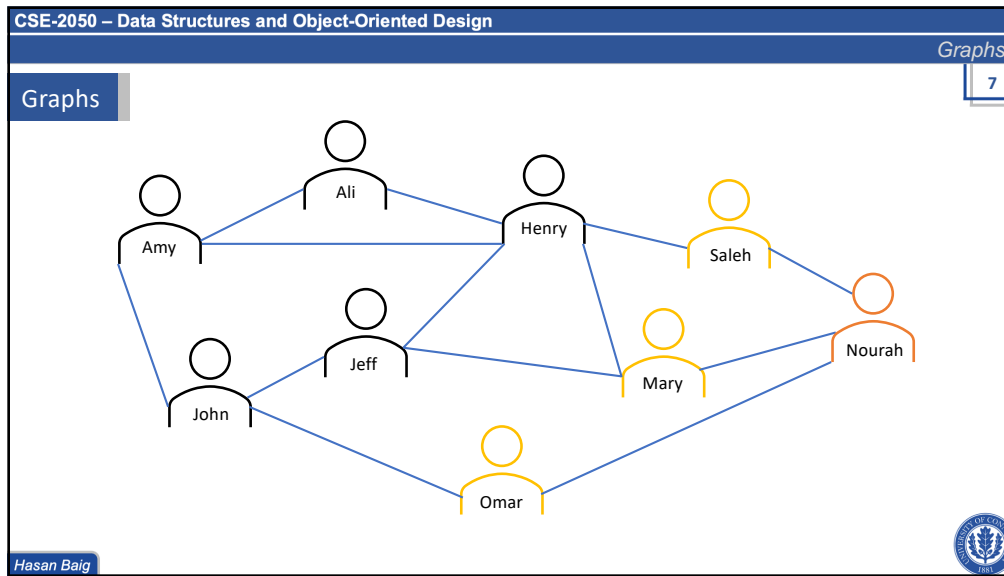 CSE-2050 – Data Structures and Object-Oriented Design
Graphs
7
Graphs
Ali
Henry
Amy
Saleh
Nourah
Jeff
Mary
John
Omar
Hasan Baig
1881